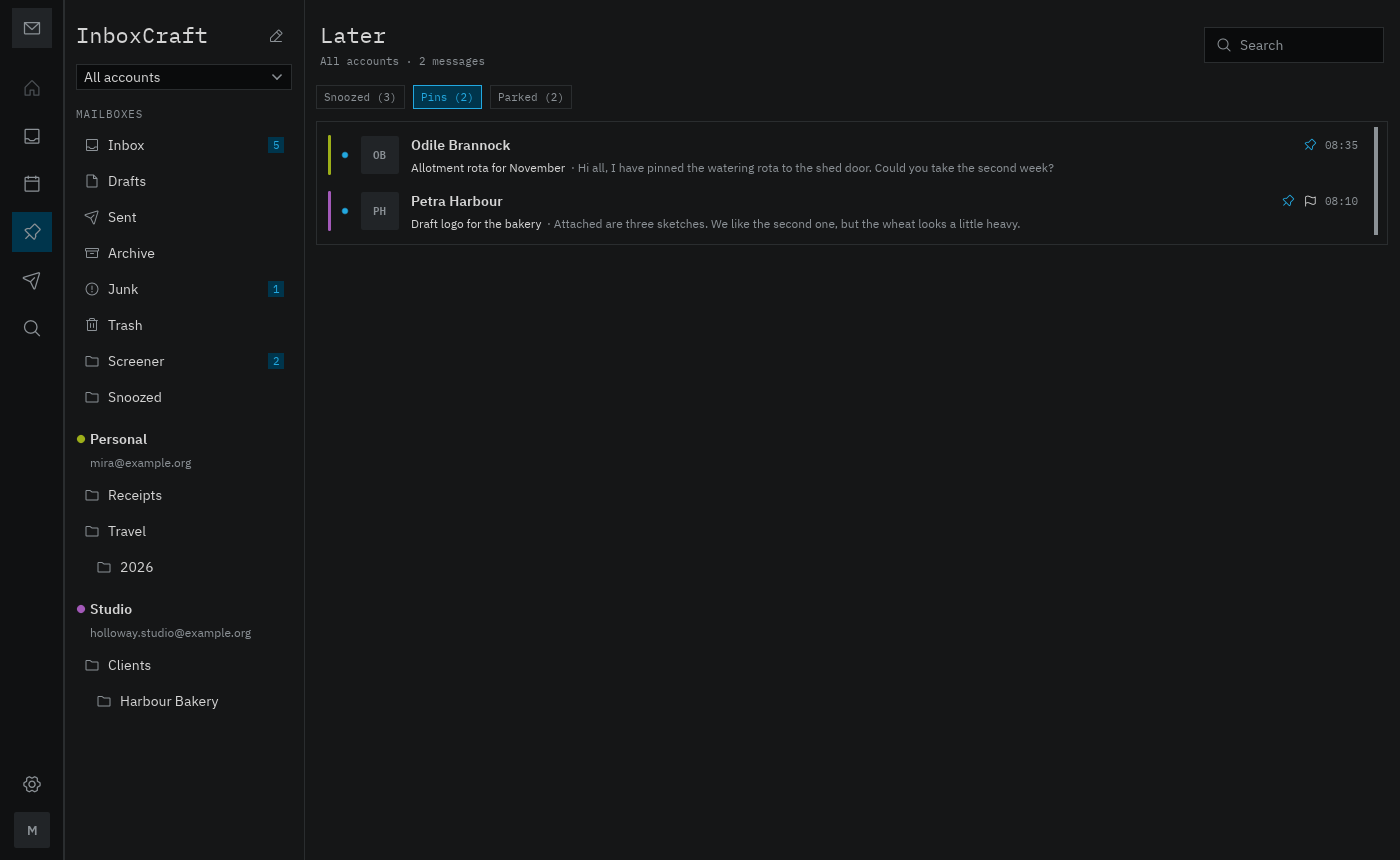 InboxCraft
All accounts
MAILBOXES
Inbox 5
Drafts
Sent
Archive
Junk 1
Trash
Screener 2
Snoozed
Personal
mira@example.org
Receipts
Travel
2026
Studio
holloway.studio@example.org
Clients
Harbour Bakery
M
Later
All accounts · 2 messages
Search
Snoozed (3) Pins (2) Parked (2)
OB Odile Brannock 08:35
Allotment rota for November · Hi all, I have pinned the watering rota to the shed door. Could you take the second week?
PH Petra Harbour 08:10
Draft logo for the bakery · Attached are three sketches. We like the second one, but the wheat looks a little heavy.